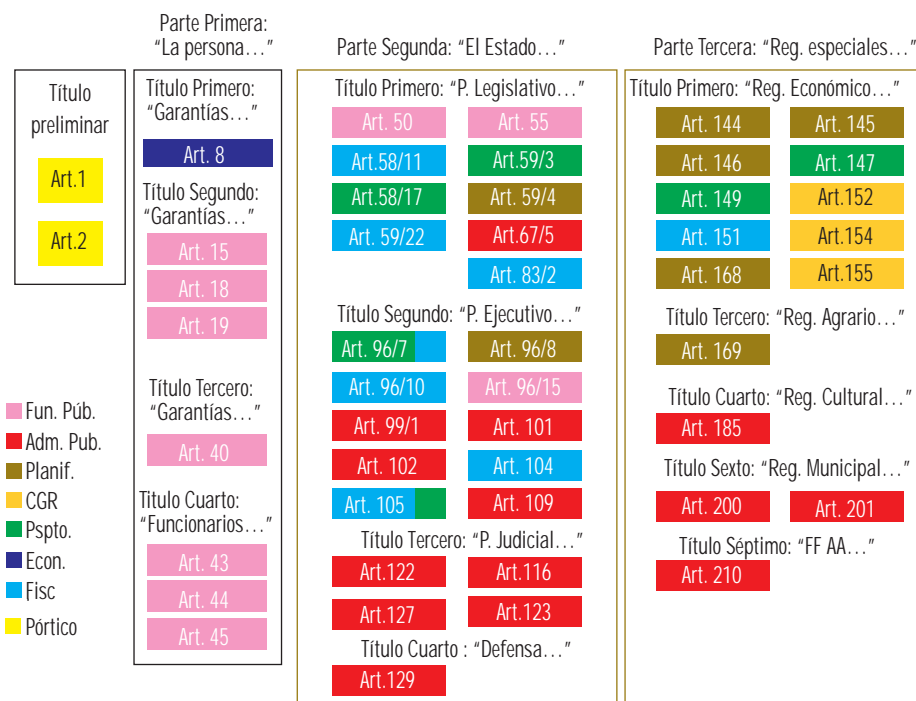 Parte Primera:
“La persona…”
Título
preliminar
Art.1
Art.2
Título Primero:
“Garantías…”
Art. 8
Título Segundo:
“Garantías…”
Art. 15
Art. 18
Art. 19
Título Tercero:
“Garantías…”
Art. 40
Titulo Cuarto:
“Funcionarios…”
Art. 43
Art. 44
Art. 45
Fun. Púb.
Adm. Pub.
Planif.
CGR
Pspto.
Econ.
Fisc
Pórtico
Parte Segunda: “El Estado…”
Título Primero: “P. Legislativo…”
Art. 50
Art. 55
Art.58/11
Art.59/3
Art.58/17
Art. 59/4
Art. 59/22
Art.67/5
Art. 83/2
Título Segundo: “P. Ejecutivo…”
Art. 96/7
Art. 96/8
Art. 96/10
Art. 96/15
Art. 99/1
Art. 101
Art. 102
Art. 104
Art. 105
Art. 109
Título Tercero: “P. Judicial…”
Art.122
Art.116
Art.127
Art.123
Título Cuarto : “Defensa…”
Art.129
Parte Tercera: “Reg. especiales…”
Título Primero: “Reg. Económico…”
Art. 144
Art. 145
Art. 146
Art. 147
Art. 149
Art.152
Art. 151
Art.154
Art. 168
Art.155
Título Tercero: “Reg. Agrario…”
Art. 169
Título Cuarto: “Reg. Cultural…”
Art. 185
Título Sexto: “Reg. Municipal…”
Art. 200
Art. 201
Título Séptimo: “FF AA…”
Art. 210